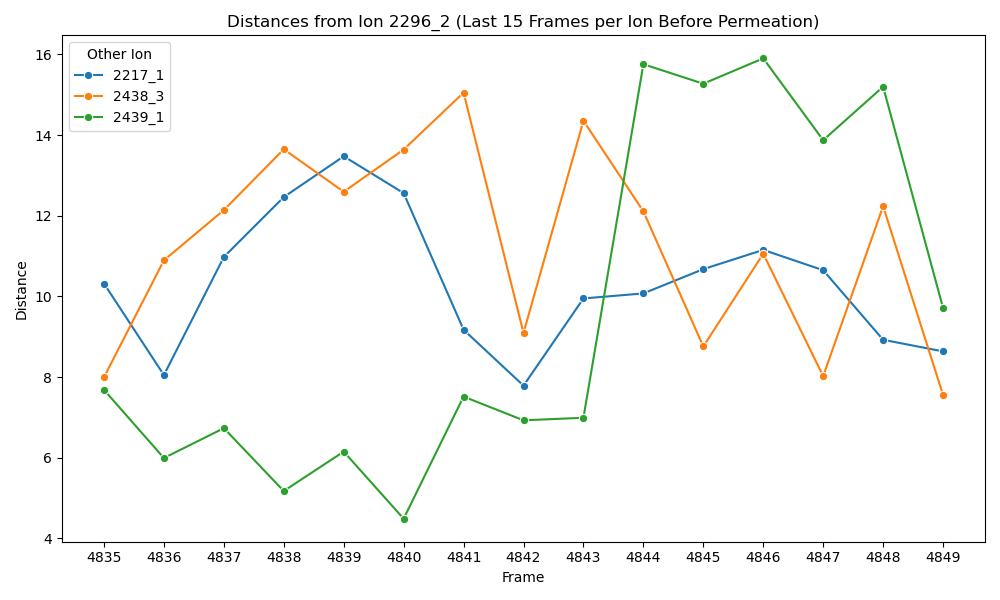 Distances from Ion 2296_2 (Last 15 Frames per Ion Before Permeation)
Other Ion
2217_1
2438_3
2439_1
16
14
12
10
8
6
4
Distance
4835 4836 4837 4838 4839 4840 4841 4842 4843 4844 4845 4846 4847 4848 4849
Frame